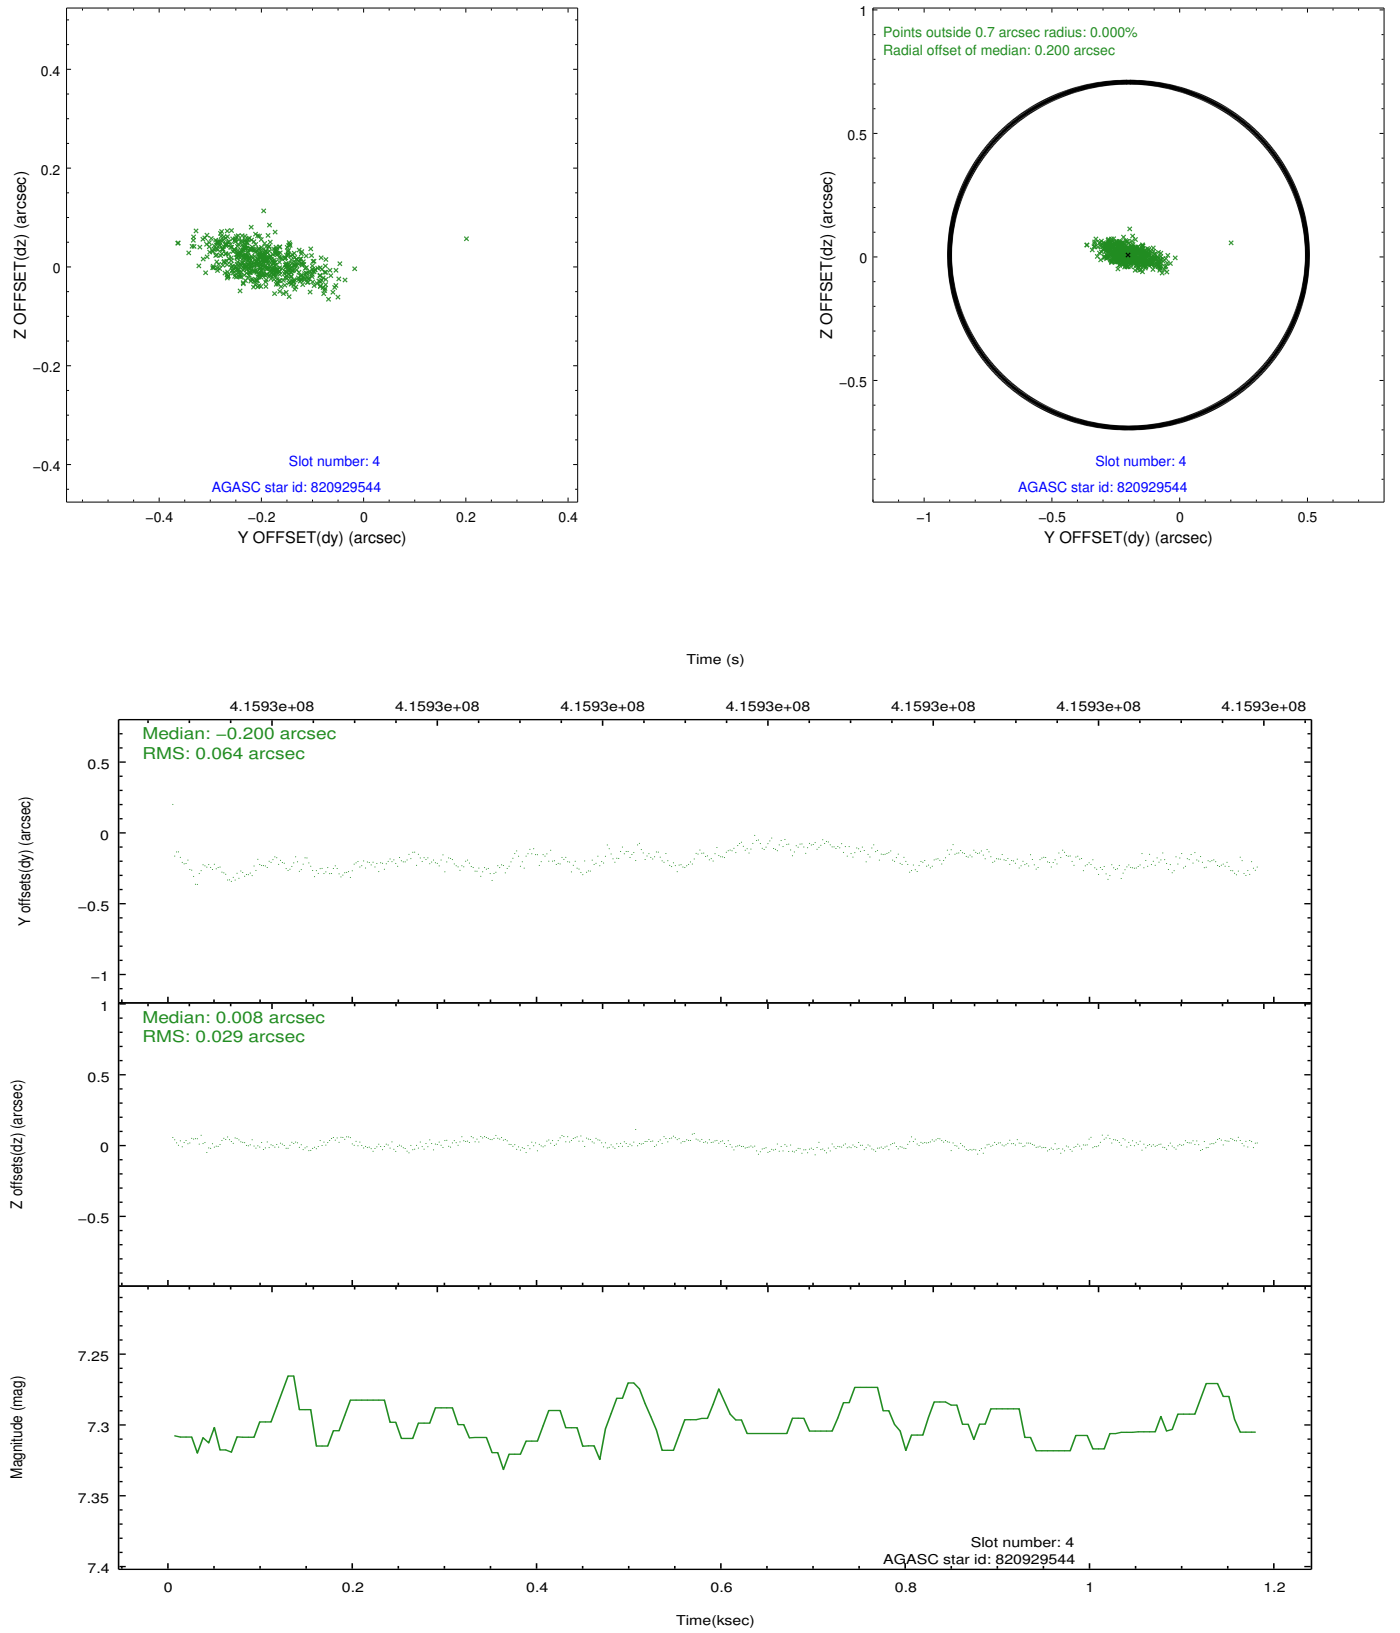 0.4
0.2
0
−0.2
−0.4
Z OFFSET(dz) (arcsec)
Slot number: 4
AGASC star id: 820929544
−0.4 −0.2 0 0.2 0.4
Y OFFSET(dy) (arcsec)
Points outside 0.7 arcsec radius: 0.000%
Radial offset of median: 0.200 arcsec
1
0.5
0
−0.5
Z OFFSET(dz) (arcsec)
Slot number: 4
AGASC star id: 820929544
−1 −0.5 0 0.5
Y OFFSET(dy) (arcsec)
Time (s)
4.1593e+08 4.1593e+08 4.1593e+08 4.1593e+08 4.1593e+08 4.1593e+08 4.1593e+08
Median: −0.200 arcsec
RMS: 0.064 arcsec
0.5
0
−0.5
−1
Y offsets(dy) (arcsec)
Median: 0.008 arcsec
RMS: 0.029 arcsec
1
0.5
0
−0.5
Z offsets(dz) (arcsec)
7.25
7.3
7.35
7.4
Magnitude (mag)
Slot number: 4
AGASC star id: 820929544
0 0.2 0.4 0.6 0.8 1 1.2
Time(ksec)